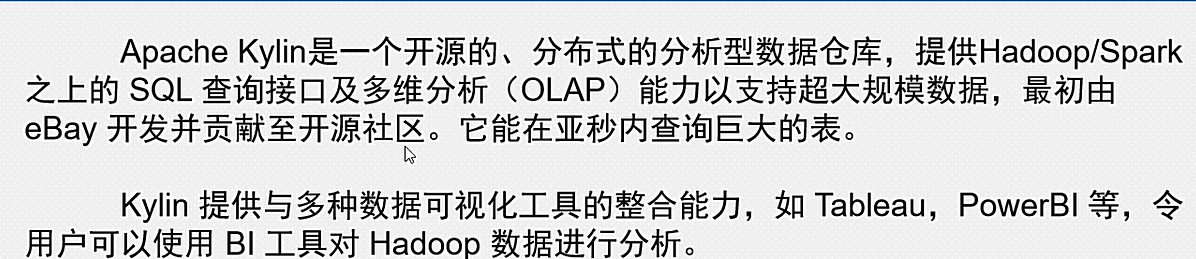 Apache Kylin是一个开源的、分布式的分析型数据仓库，提供Hadoop/Spark
之上的 SQL 查询接口及多维分析（OLAP）能力以支持超大规模数据，最初由
eBay 开发并贡献至开源社区。它能在亚秒内查询巨大的表。
Kylin 提供与多种数据可视化工具的整合能力，如 Tableau，PowerBI 等，令
用户可以使用 BI 工具对 Hadoop 数据进行分析。